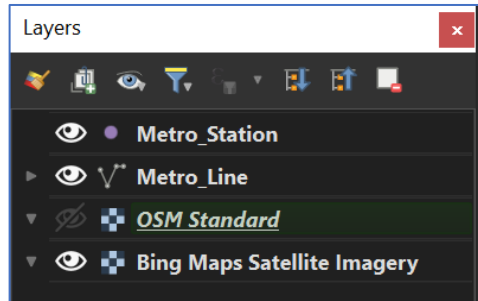 Layers
Metro_Station
Metro_Line
OSM Standard
Bing Maps Satellite Imagery